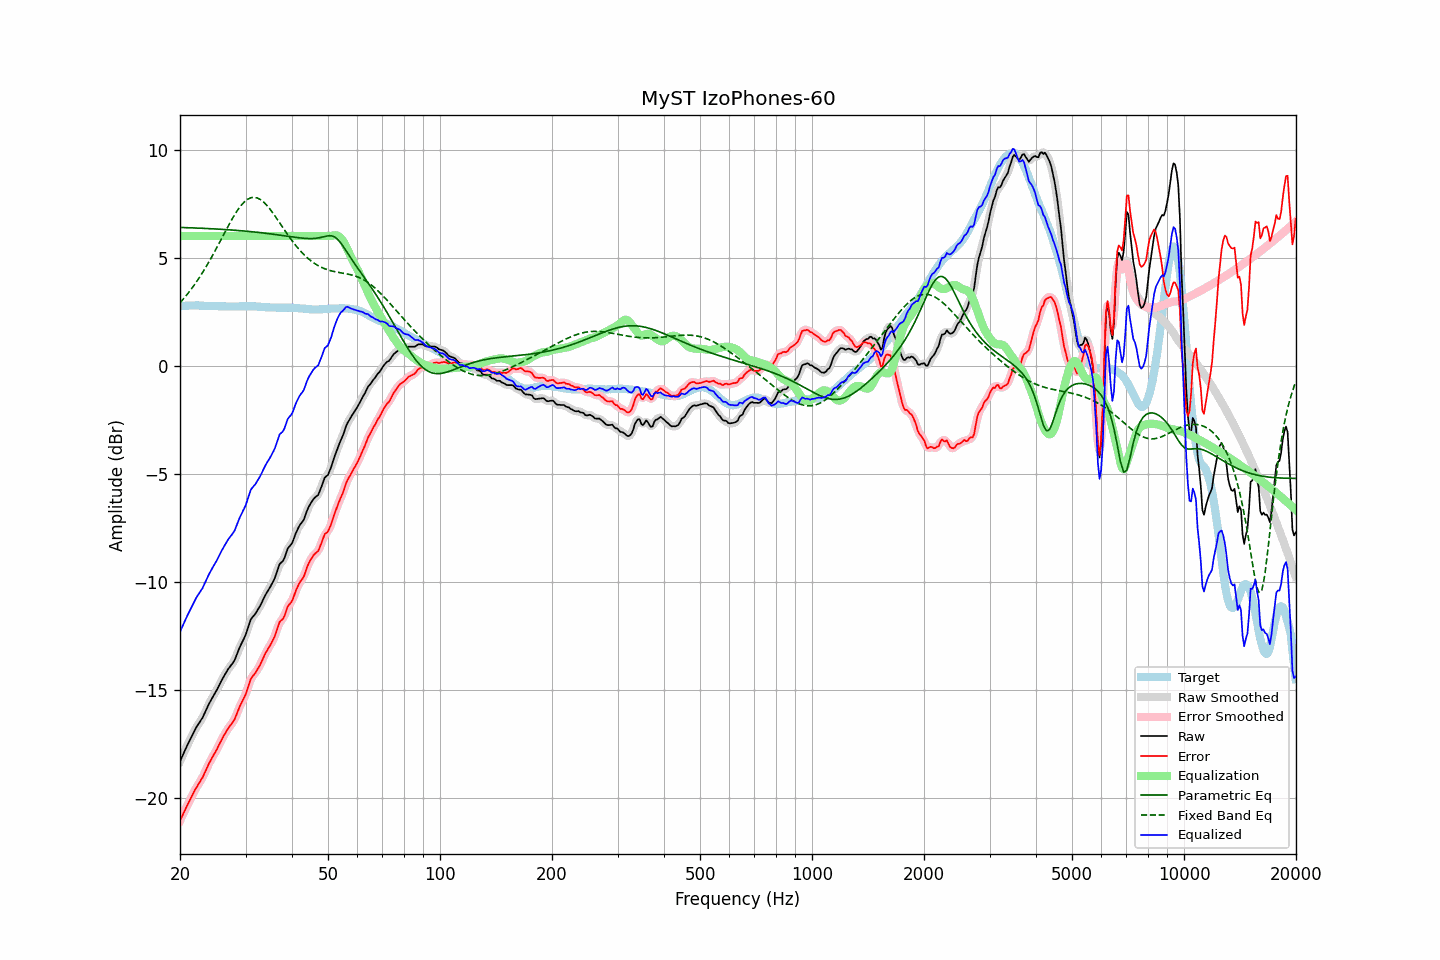 MyST IzoPhones-60
Amplitude (dBr)
10
5
0
−5
−10
−15
−20
20
50
100
200
500
1000
2000
5000
10000
20000
Frequency (Hz)
Target
Raw Smoothed
Error Smoothed
Raw
Error
Equalization
Parametric Eq
Fixed Band Eq
Equalized